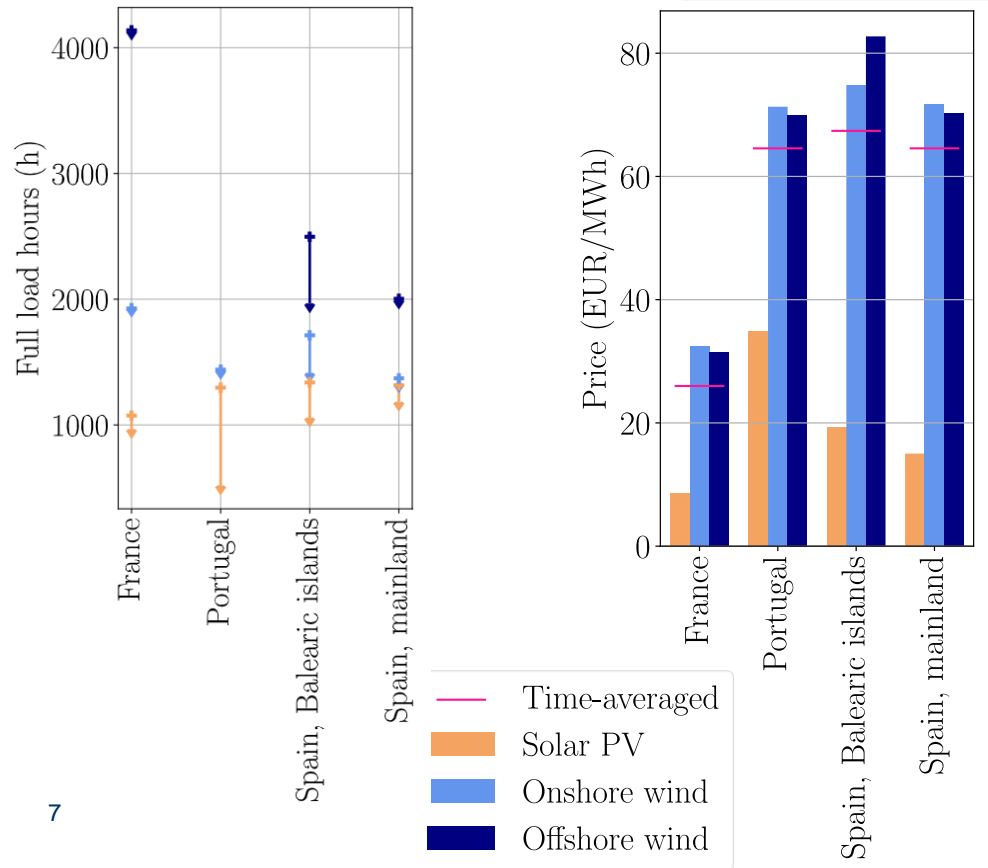 Full load hours (h)
4000
3000
2000
1000
France
Portugal
Spain, Balearic islands
Spain, mainland
Price (EUR/MWh)
80
60
40
20
0
France
Portugal
Spain, Balearic islands
Spain, mainland
Time-averaged
Solar PV
Onshore wind
Offshore wind
7